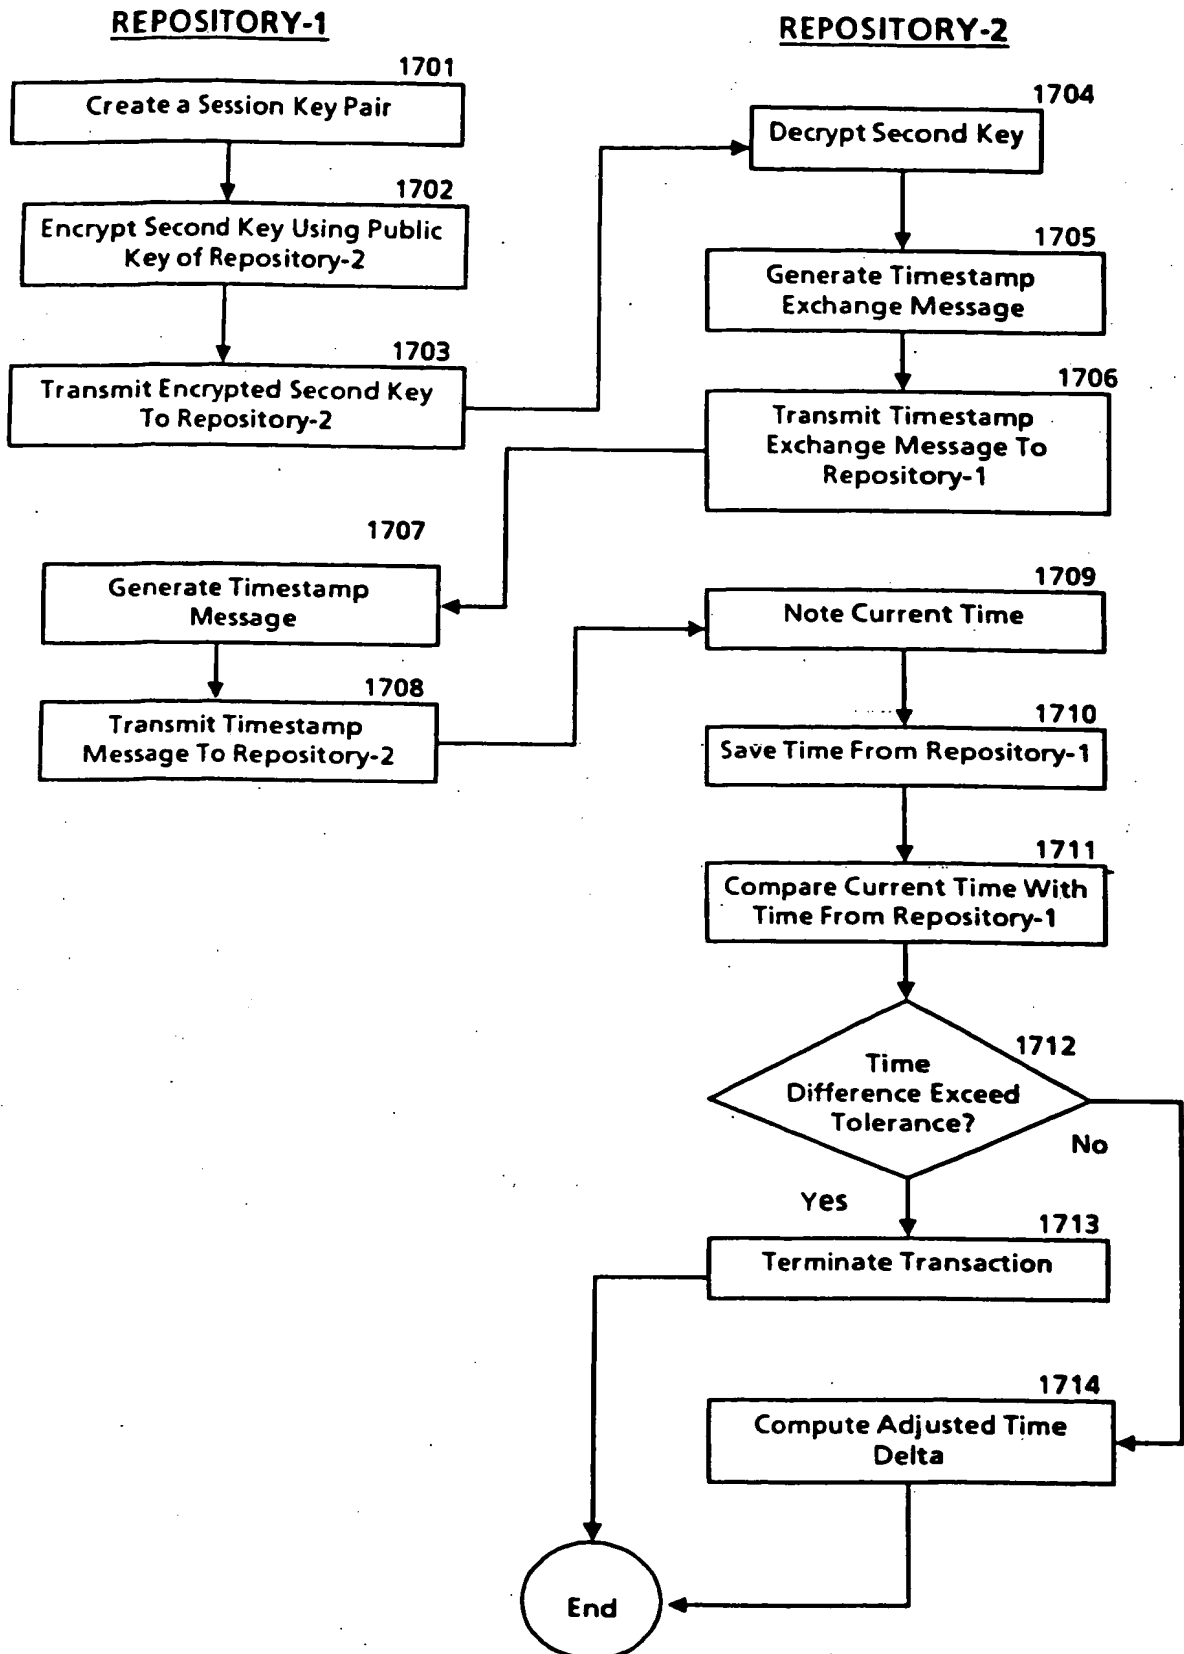 REPOSITORY-1
1701
Create a Session Key Pair
1702
Encrypt Second Key Using Public
Key of Repository-2
1703
Transmit Encrypted Second Key
To Repository-2
REPOSITORY-2
1704
Decrypt Second Key
1705
Generate Timestamp
Exchange Message
1706
Transmit Timestamp
Exchange Message To
Repository-1
1707
Generate Timestamp
Message
1708
Transmit Timestamp
Message To Repository-2
1709
Note Current Time
1710
Save Time From Repository-1
1711
Compare Current Time With
Time From Repository-1
1712
Time
Difference Exceed
Tolerance?
No
Yes
1713
Terminate Transaction
1714
Compute Adjusted Time
Delta
End